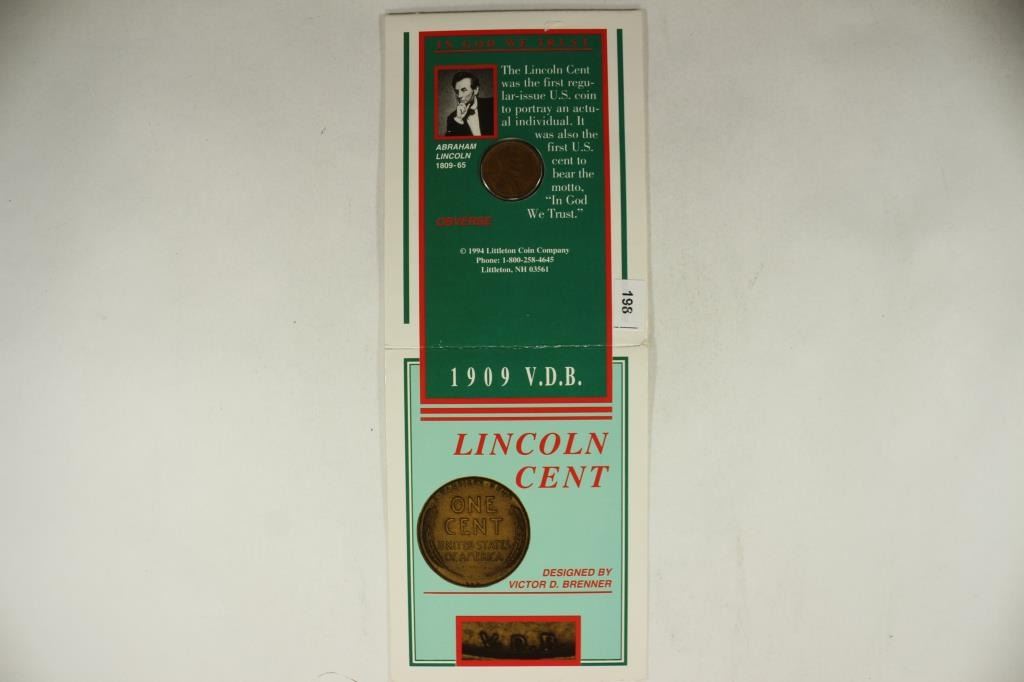 IN GOD WE TRUST
The Lincoln Cent
was the first regu-
lar-issue U.S. coin
to portray an actu-
al individual. It
was also the
first U.S.
cent to
bear the
motto,
"In God
We Trust."
ABRAHAM
LINCOLN
1809-65
OBVERSE
© 1994 Littleton Coin Company
Phone: 1-800-258-4645
Littleton, NH 03561
198
1909 V.D.B.
LINCOLN
CENT
ONE
CENT
UNITED STATES
OF AMERICA
DESIGNED BY
VICTOR D. BRENNER
V.D.B.